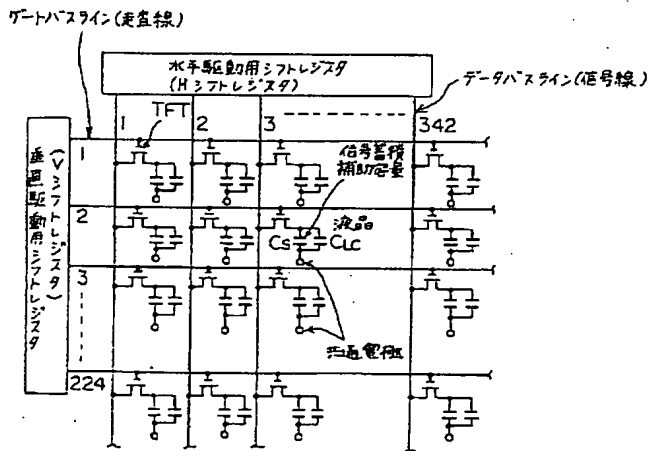 ゲートバスライン(走査線)
水平駆動用シフトレジスタ
(Hシフトレジスタ)
データバスライン(信号線)
1
TFT
2
3
342
垂直駆動用シフトレジスタ
(Vシフトレジスタ)
1
信号蓄積
補助容量
2
液晶
Cs
CLC
3
共通電極
224